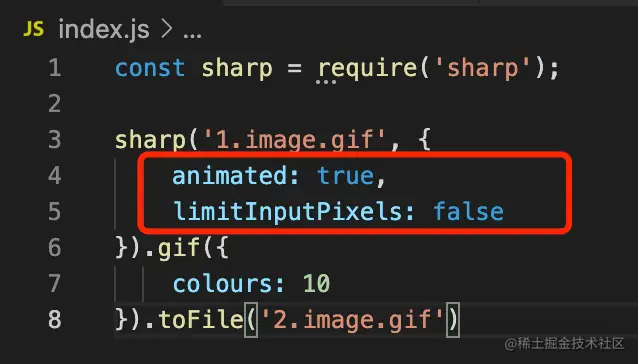 JS index.js > ...
1 const sharp = require('sharp');
2
3 sharp('1.image.gif', {
4 animated: true,
5 limitInputPixels: false
6 }).gif({
7 colours: 10
8 }).toFile('2.image.gif')
@稀土掘金技术社区